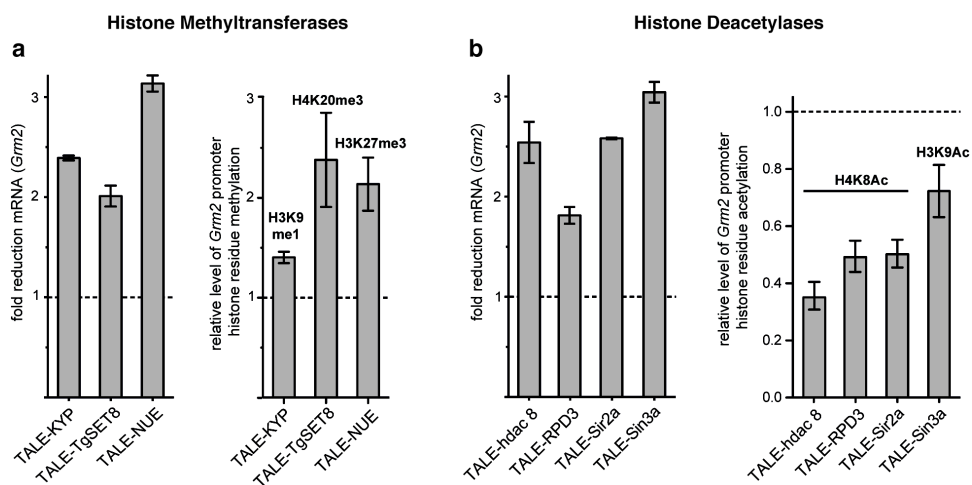 Histone Methyltransferases
Histone Deacetylases
a
fold reduction mRNA (Grm2)
3
2
1
TALE-KYP
TALE-TgSET8
TALE-NUE
relative level of Grm2 promoter
histone residue methylation
3
2
1
H3K9
me1
H4K20me3
H3K27me3
TALE-KYP
TALE-TgSET8
TALE-NUE
b
fold reduction mRNA (Grm2)
3
2
1
TALE-hdac 8
TALE-RPD3
TALE-Sir2a
TALE-Sin3a
relative level of Grm2 promoter
histone residue acetylation
1.0
0.8
0.6
0.4
0.2
0.0
H4K8Ac
H3K9Ac
TALE-hdac 8
TALE-RPD3
TALE-Sir2a
TALE-Sin3a